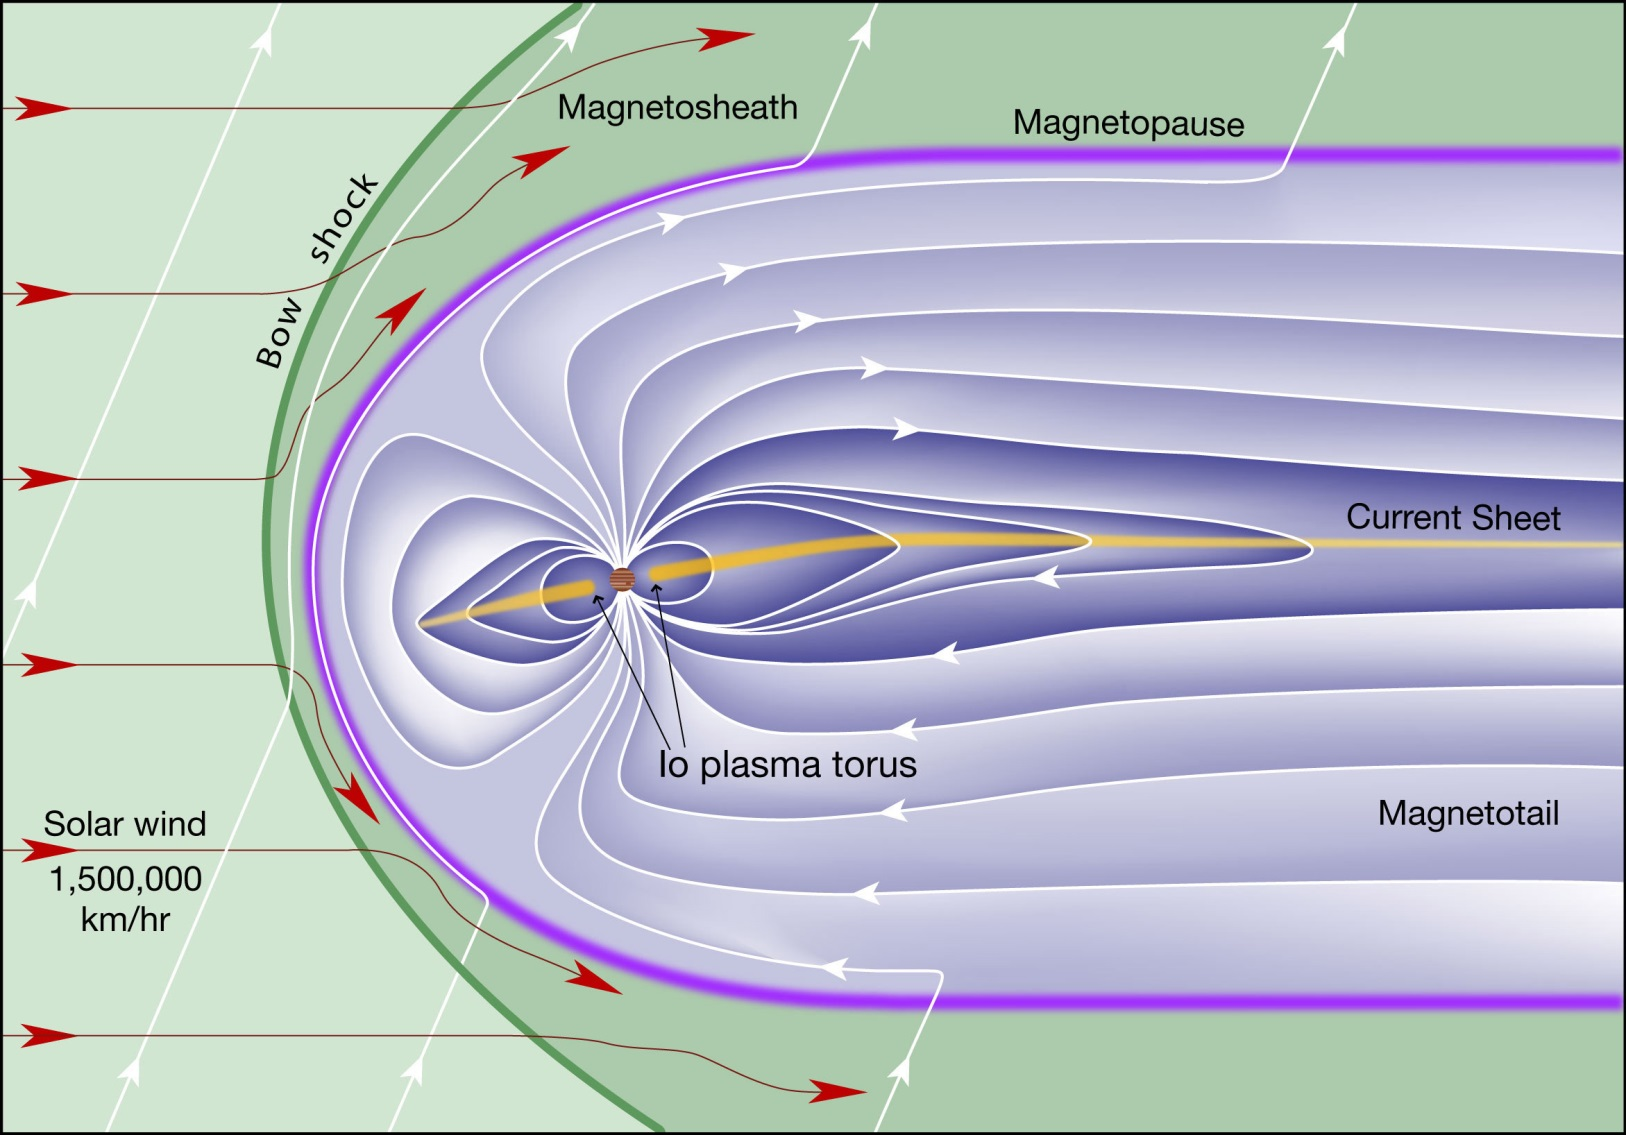 Magnetosheath
Magnetopause
Bow shock
Current Sheet
Io plasma torus
Magnetotail
Solar wind
1,500,000
km/hr